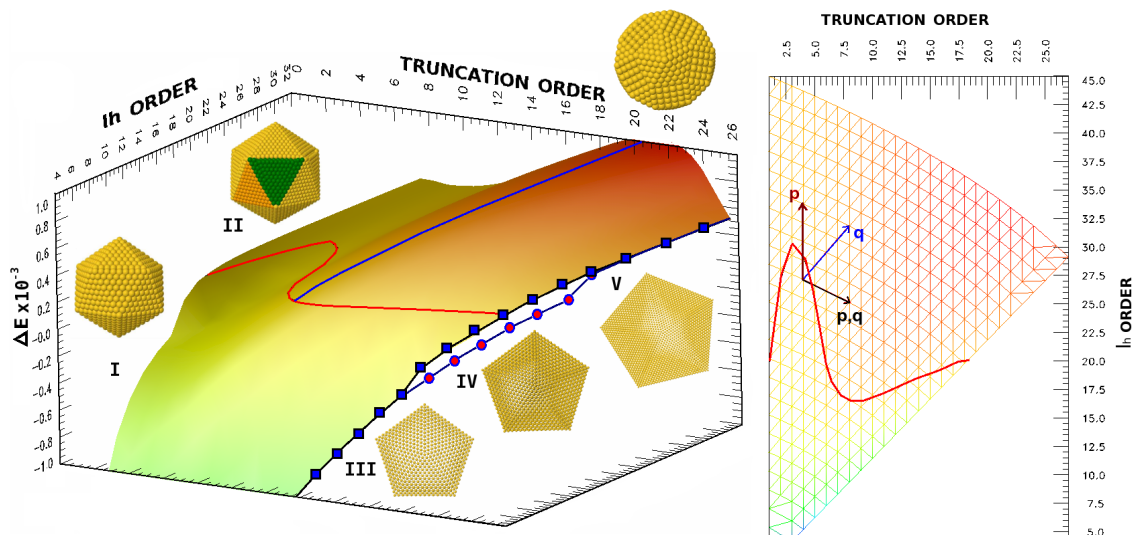 TRUNCATION ORDER
2.5 5.0 7.5 10.0 12.5 15.0 17.5 20.0 22.5 25.0
Ih ORDER
4 6 8 10 12 14 16 18 20 22 24 26 28 30 32
TRUNCATION ORDER
0 2 4 6 8 10 12 14 16 18 20 22 24 26
ΔE x10⁻³
1.0
0.8
0.6
0.4
0.2
-0.0
-0.2
-0.4
-0.6
-0.8
-1.0
I
II
III
IV
V
45.0
42.5
40.0
37.5
35.0
32.5
30.0
27.5
25.0
22.5
20.0
17.5
15.0
12.5
10.0
7.5
5.0
Ih ORDER
p
q
p,q